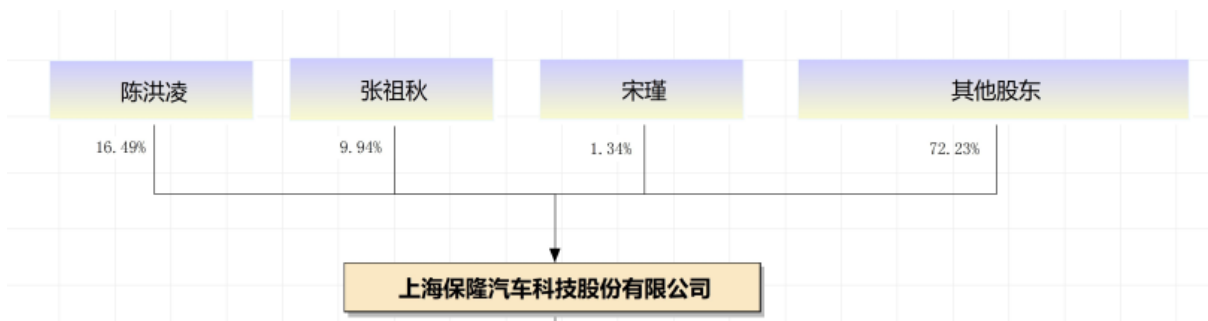 陈洪凌
张祖秋
宋瑾
其他股东
16.49%
9.94%
1.34%
72.23%
上海保隆汽车科技股份有限公司